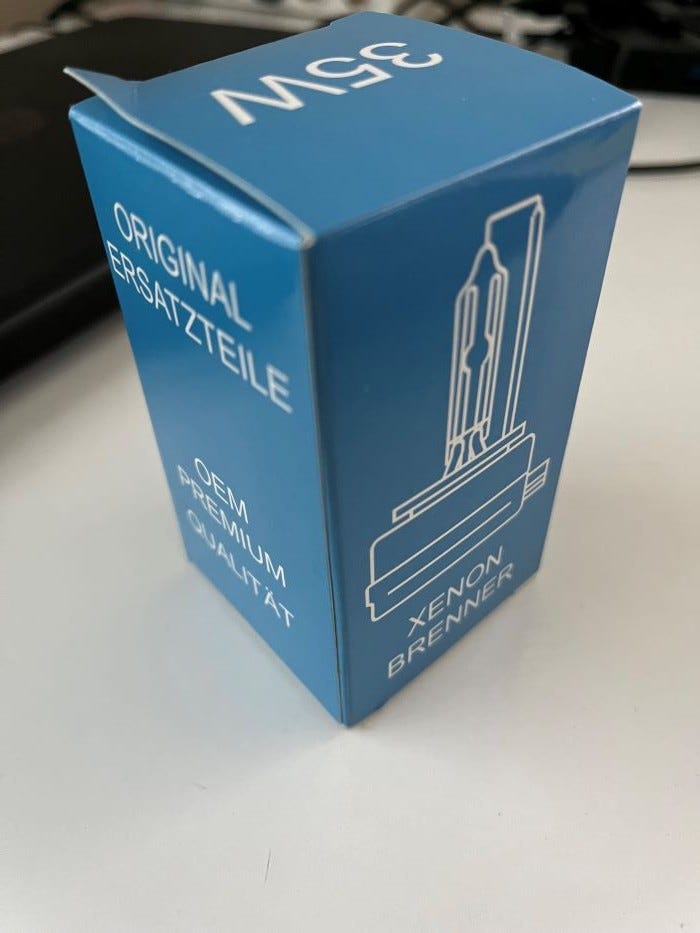 35W
ORIGINAL
ERSATZTEILE
OEM
PREMIUM
QUALITÄT
XENON
BRENNER